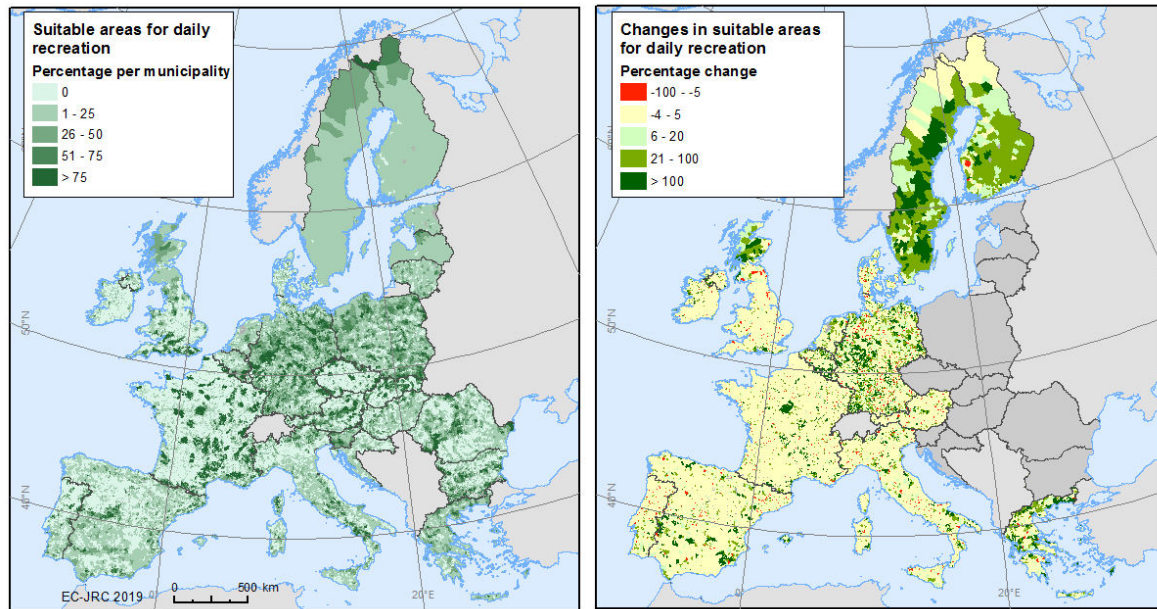 Suitable areas for daily
recreation
Percentage per municipality
0
1 - 25
26 - 50
51 - 75
> 75
50°N
40°N
0°
20°E
EC-JRC 2019
0 500 km
Changes in suitable areas
for daily recreation
Percentage change
-100 - -5
-4 - 5
6 - 20
21 - 100
> 100
50°N
40°N
0°
20°E